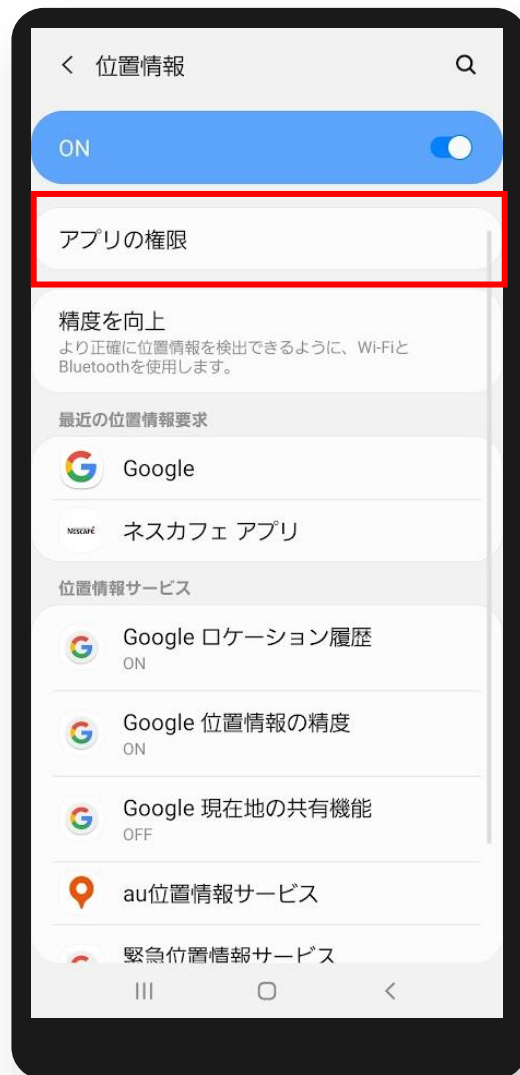 位置情報
ON
アプリの権限
精度を向上
より正確に位置情報を検出できるように、Wi-Fiと
Bluetoothを使用します。
最近の位置情報要求
Google
NESCAFÉ ネスカフェ アプリ
位置情報サービス
Google ロケーション履歴
ON
Google 位置情報の精度
ON
Google 現在地の共有機能
OFF
au位置情報サービス
緊急位置情報サービス